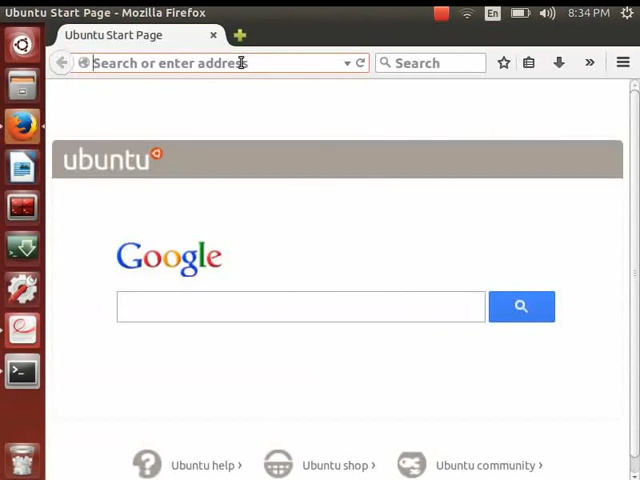 Ubuntu Start Page - Mozilla Firefox
En
8:34 PM
Ubuntu Start Page
Search or enter address
Search
ubuntu
Google
Ubuntu help ›
Ubuntu shop ›
Ubuntu community ›